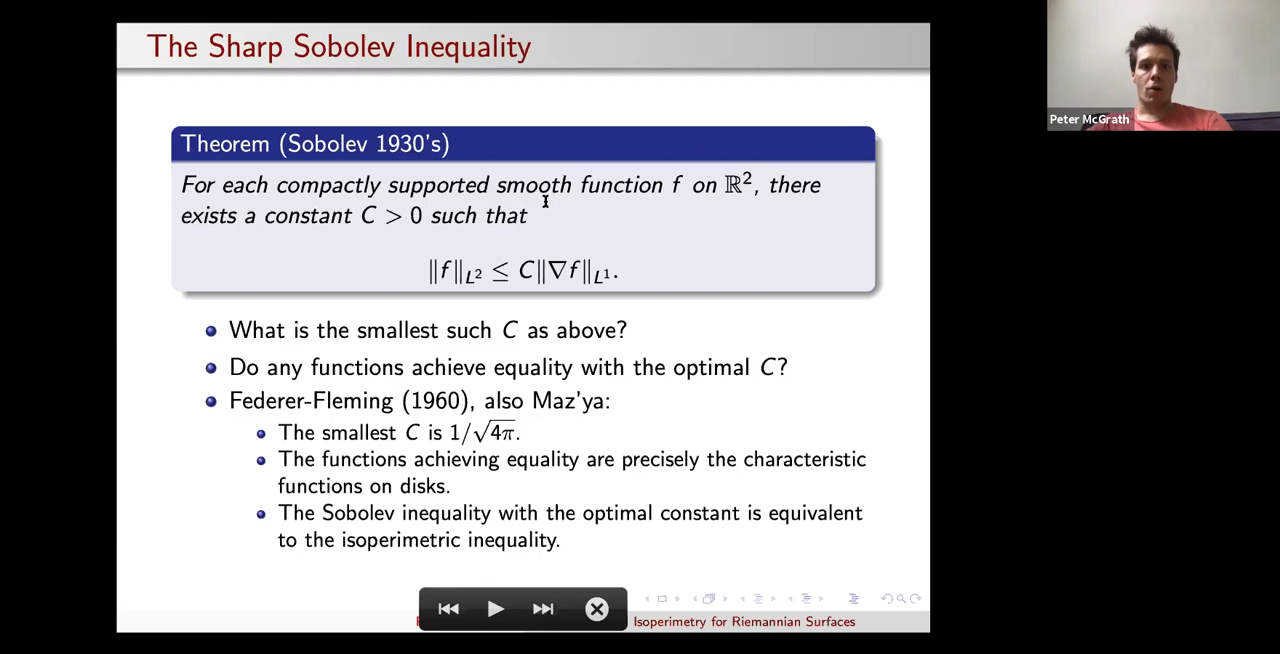 The Sharp Sobolev Inequality
Peter McGrath
Theorem (Sobolev 1930's)
For each compactly supported smooth function f on ℝ², there
exists a constant C > 0 such that
‖f‖_{L²} ≤ C‖∇f‖_{L¹}.
What is the smallest such C as above?
Do any functions achieve equality with the optimal C?
Federer-Fleming (1960), also Maz'ya:
The smallest C is 1/√4π.
The functions achieving equality are precisely the characteristic
functions on disks.
The Sobolev inequality with the optimal constant is equivalent
to the isoperimetric inequality.
Isoperimetry for Riemannian Surfaces